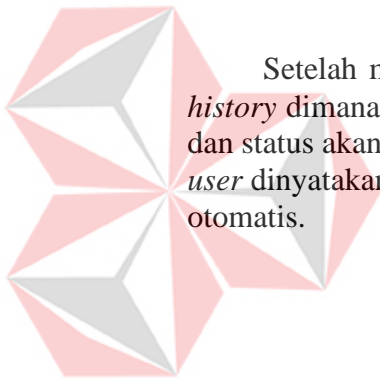 Setelah
history dimana
dan status akan
user dinyatakan
otomatis.